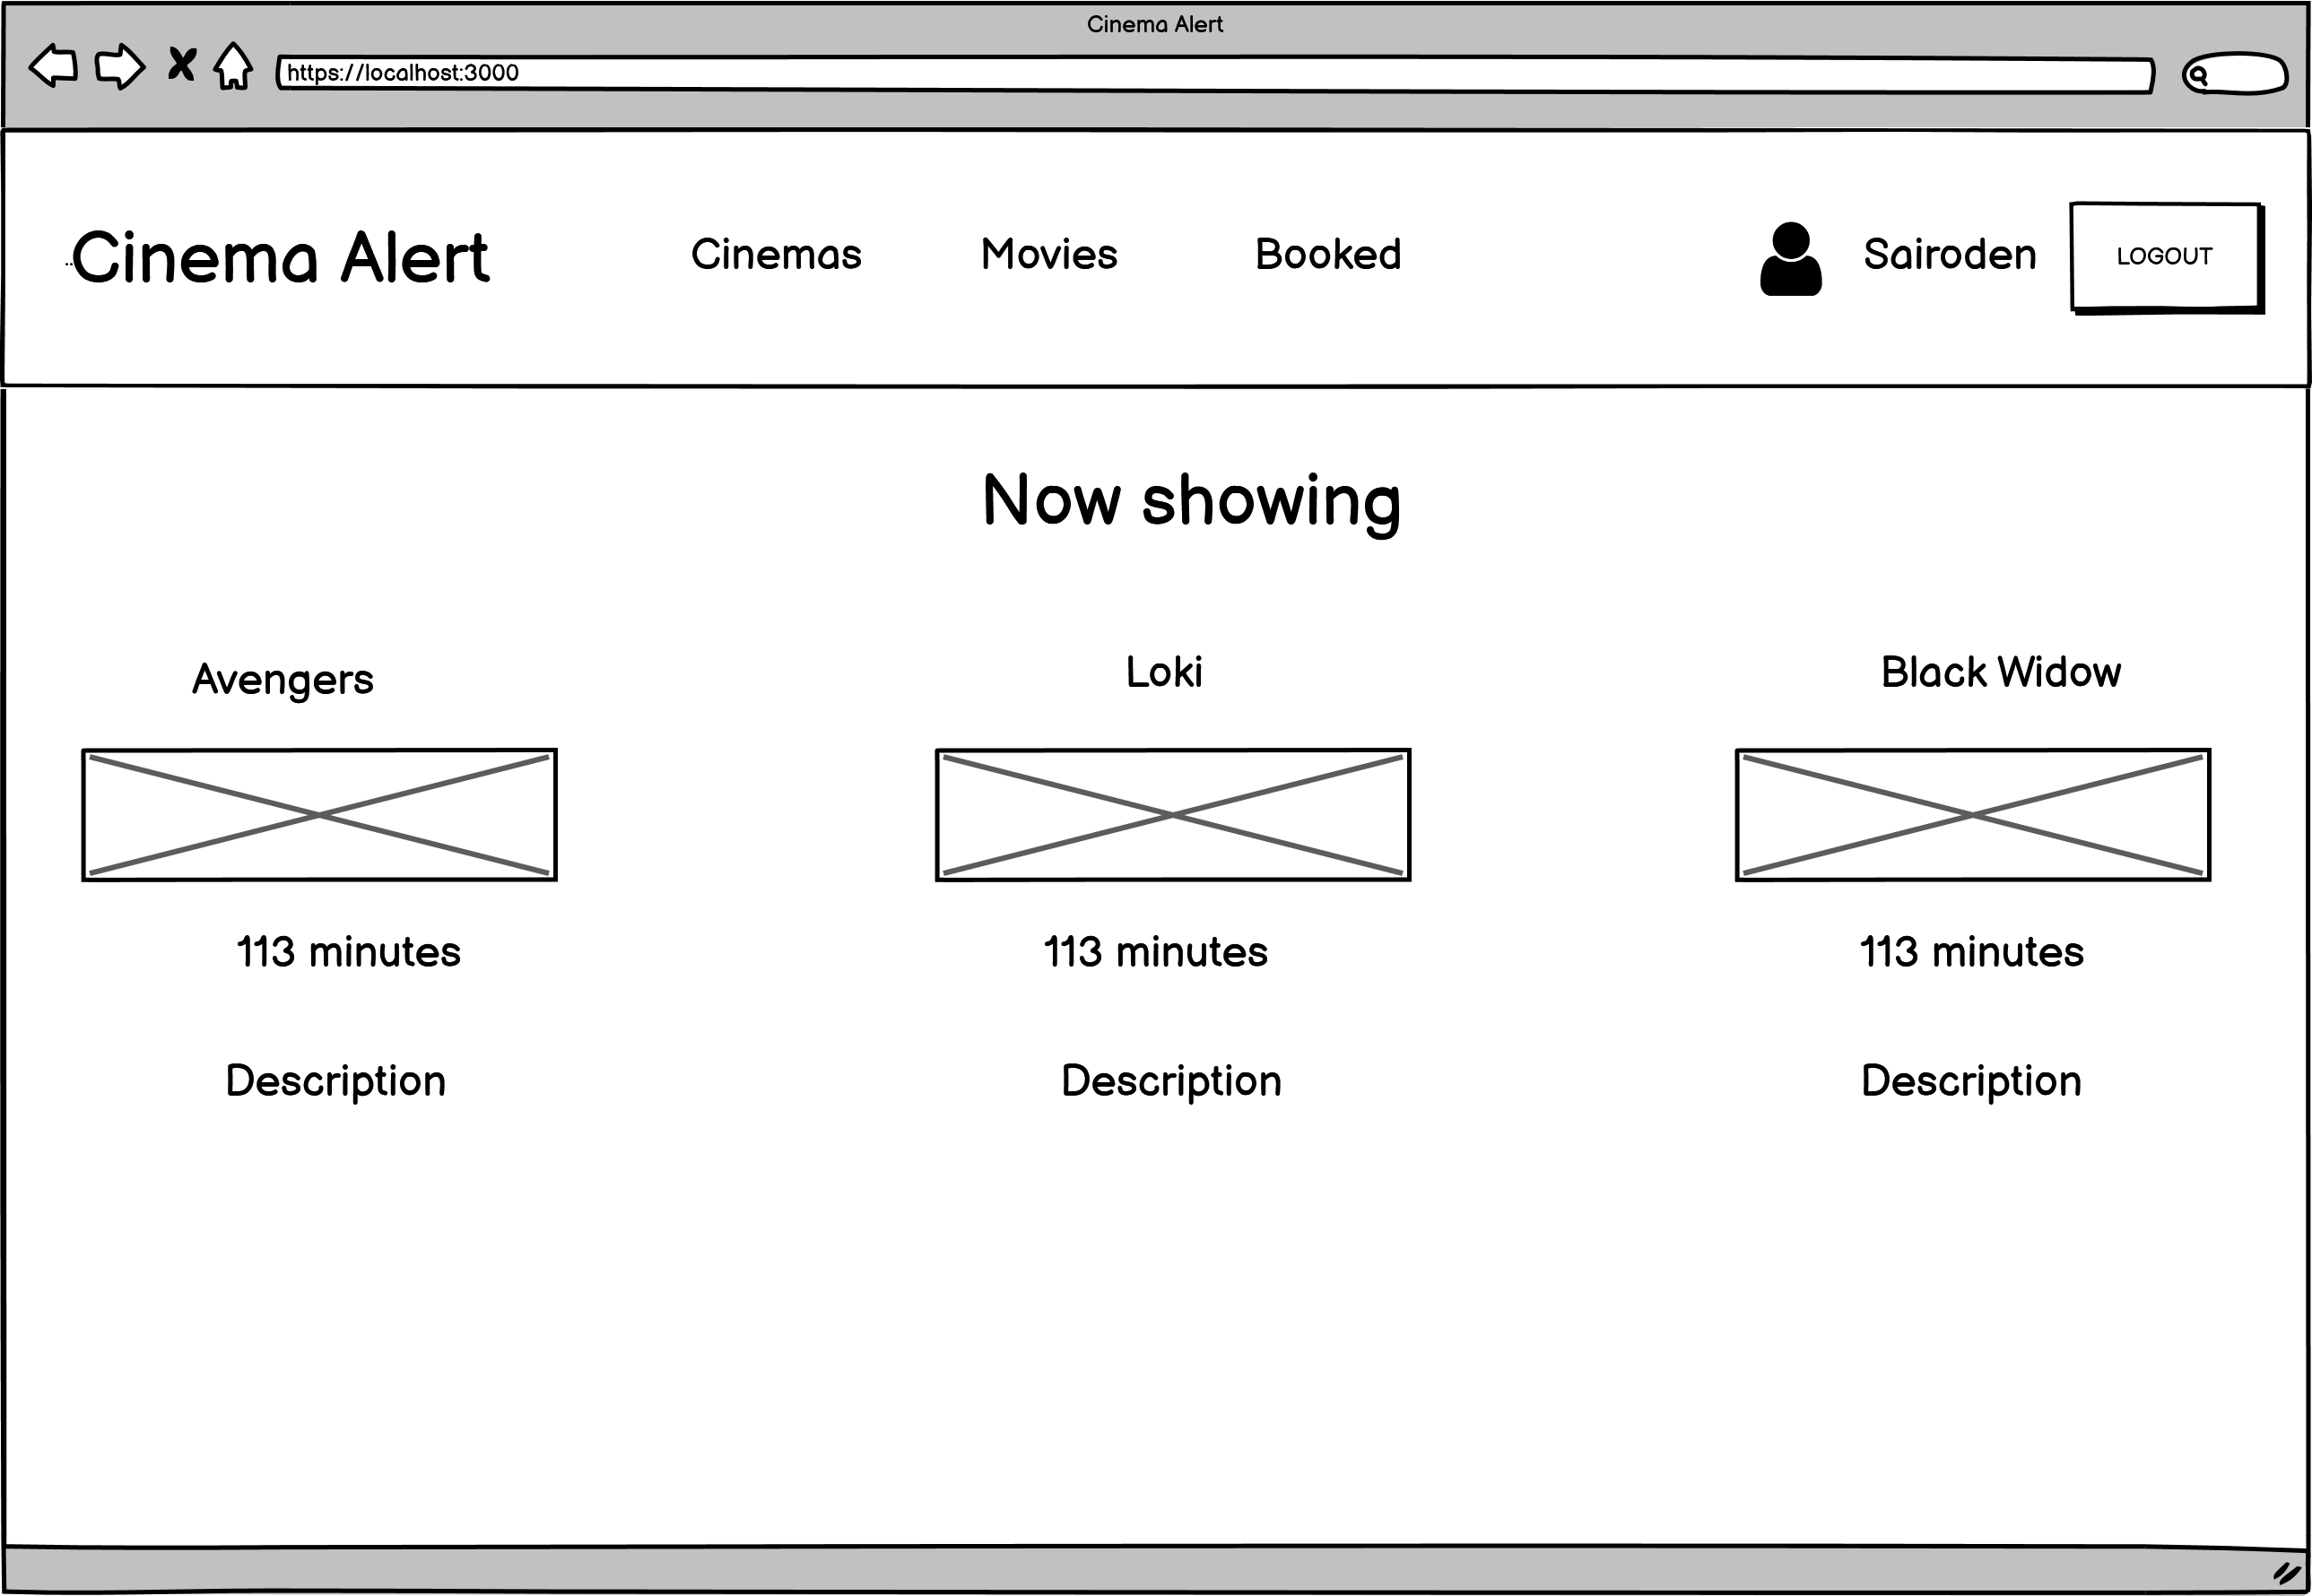 Cinema Alert
https://localhost:3000
Cinema Alert
Cinemas
Movies
Booked
Sairoden
LOGOUT
Now showing
Avengers
Loki
Black Widow
113 minutes
113 minutes
113 minutes
Description
Description
Description